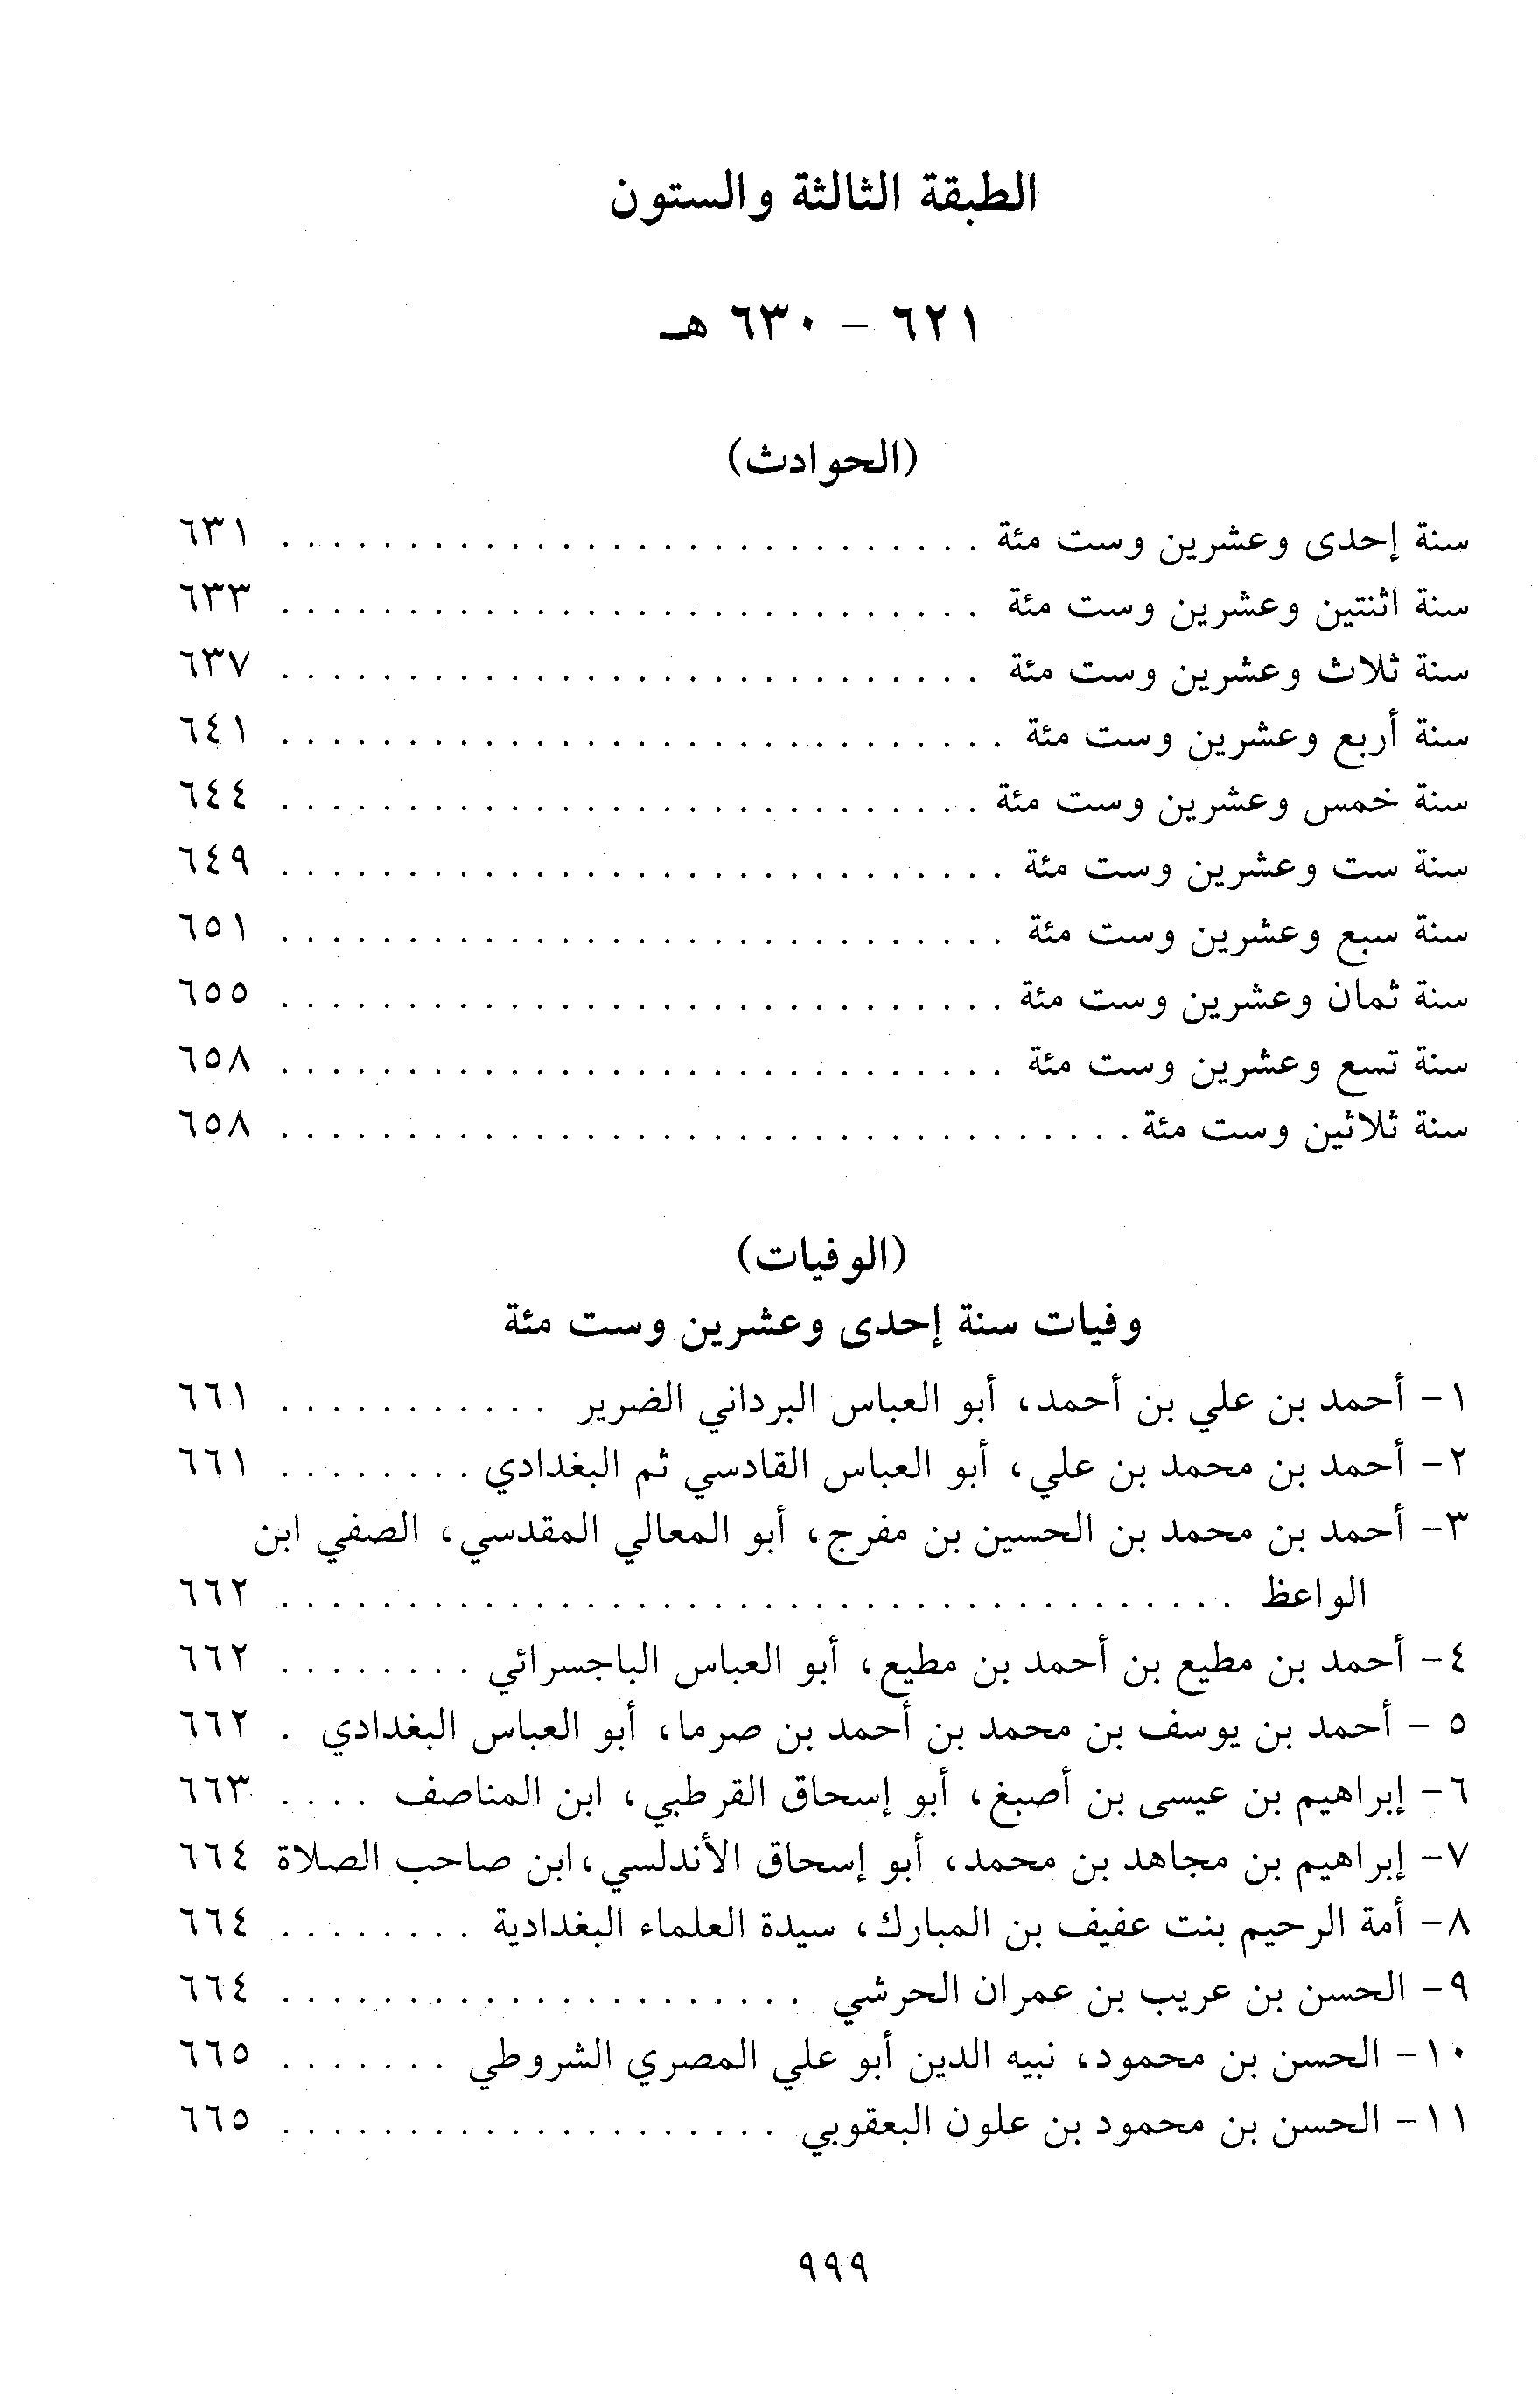 الطبقة الثالثة والستون
٦٢١ - ٦٣٠ هـ
(الحوادث)
سنة إحدى وعشرين وست مئة . . . . . . . . . . . . . . . . . . . . . . . . . . . . ٦٣١
سنة اثنتين وعشرين وست مئة . . . . . . . . . . . . . . . . . . . . . . . . . . . . ٦٣٣
سنة ثلاث وعشرين وست مئة . . . . . . . . . . . . . . . . . . . . . . . . . . . . ٦٣٧
سنة أربع وعشرين وست مئة . . . . . . . . . . . . . . . . . . . . . . . . . . . . . ٦٤١
سنة خمس وعشرين وست مئة . . . . . . . . . . . . . . . . . . . . . . . . . . . . ٦٤٤
سنة ست وعشرين وست مئة . . . . . . . . . . . . . . . . . . . . . . . . . . . . . ٦٤٩
سنة سبع وعشرين وست مئة . . . . . . . . . . . . . . . . . . . . . . . . . . . . . ٦٥١
سنة ثمان وعشرين وست مئة . . . . . . . . . . . . . . . . . . . . . . . . . . . . . ٦٥٥
سنة تسع وعشرين وست مئة . . . . . . . . . . . . . . . . . . . . . . . . . . . . . ٦٥٨
سنة ثلاثين وست مئة . . . . . . . . . . . . . . . . . . . . . . . . . . . . . . . . . . ٦٥٨
(الوفيات)
وفيات سنة إحدى وعشرين وست مئة
١- أحمد بن علي بن أحمد، أبو العباس البرداني الضرير . . . . . . . . . . . ٦٦١
٢- أحمد بن محمد بن علي، أبو العباس القادسي ثم البغدادي . . . . . . . . ٦٦١
٣- أحمد بن محمد بن الحسين بن مفرج، أبو المعالي المقدسي، الصفي ابن
الواعظ . . . . . . . . . . . . . . . . . . . . . . . . . . . . . . . . . . . . . . ٦٦٢
٤- أحمد بن مطيع بن أحمد بن مطيع، أبو العباس الباجسرائي . . . . . . . . ٦٦٢
٥ - أحمد بن يوسف بن محمد بن أحمد بن صرما، أبو العباس البغدادي . ٦٦٢
٦- إبراهيم بن عيسى بن أصبغ، أبو إسحاق القرطبي، ابن المناصف . . . . ٦٦٣
٧- إبراهيم بن مجاهد بن محمد، أبو إسحاق الأندلسي،ابن صاحب الصلاة ٦٦٤
٨- أمة الرحيم بنت عفيف بن المبارك، سيدة العلماء البغدادية . . . . . . . . ٦٦٤
٩- الحسن بن عريب بن عمران الحرشي . . . . . . . . . . . . . . . . . . . . . ٦٦٤
١٠- الحسن بن محمود، نبيه الدين أبو علي المصري الشروطي . . . . . . . ٦٦٥
١١- الحسن بن محمود بن علون البعقوبي . . . . . . . . . . . . . . . . . . . . ٦٦٥
٩٩٩